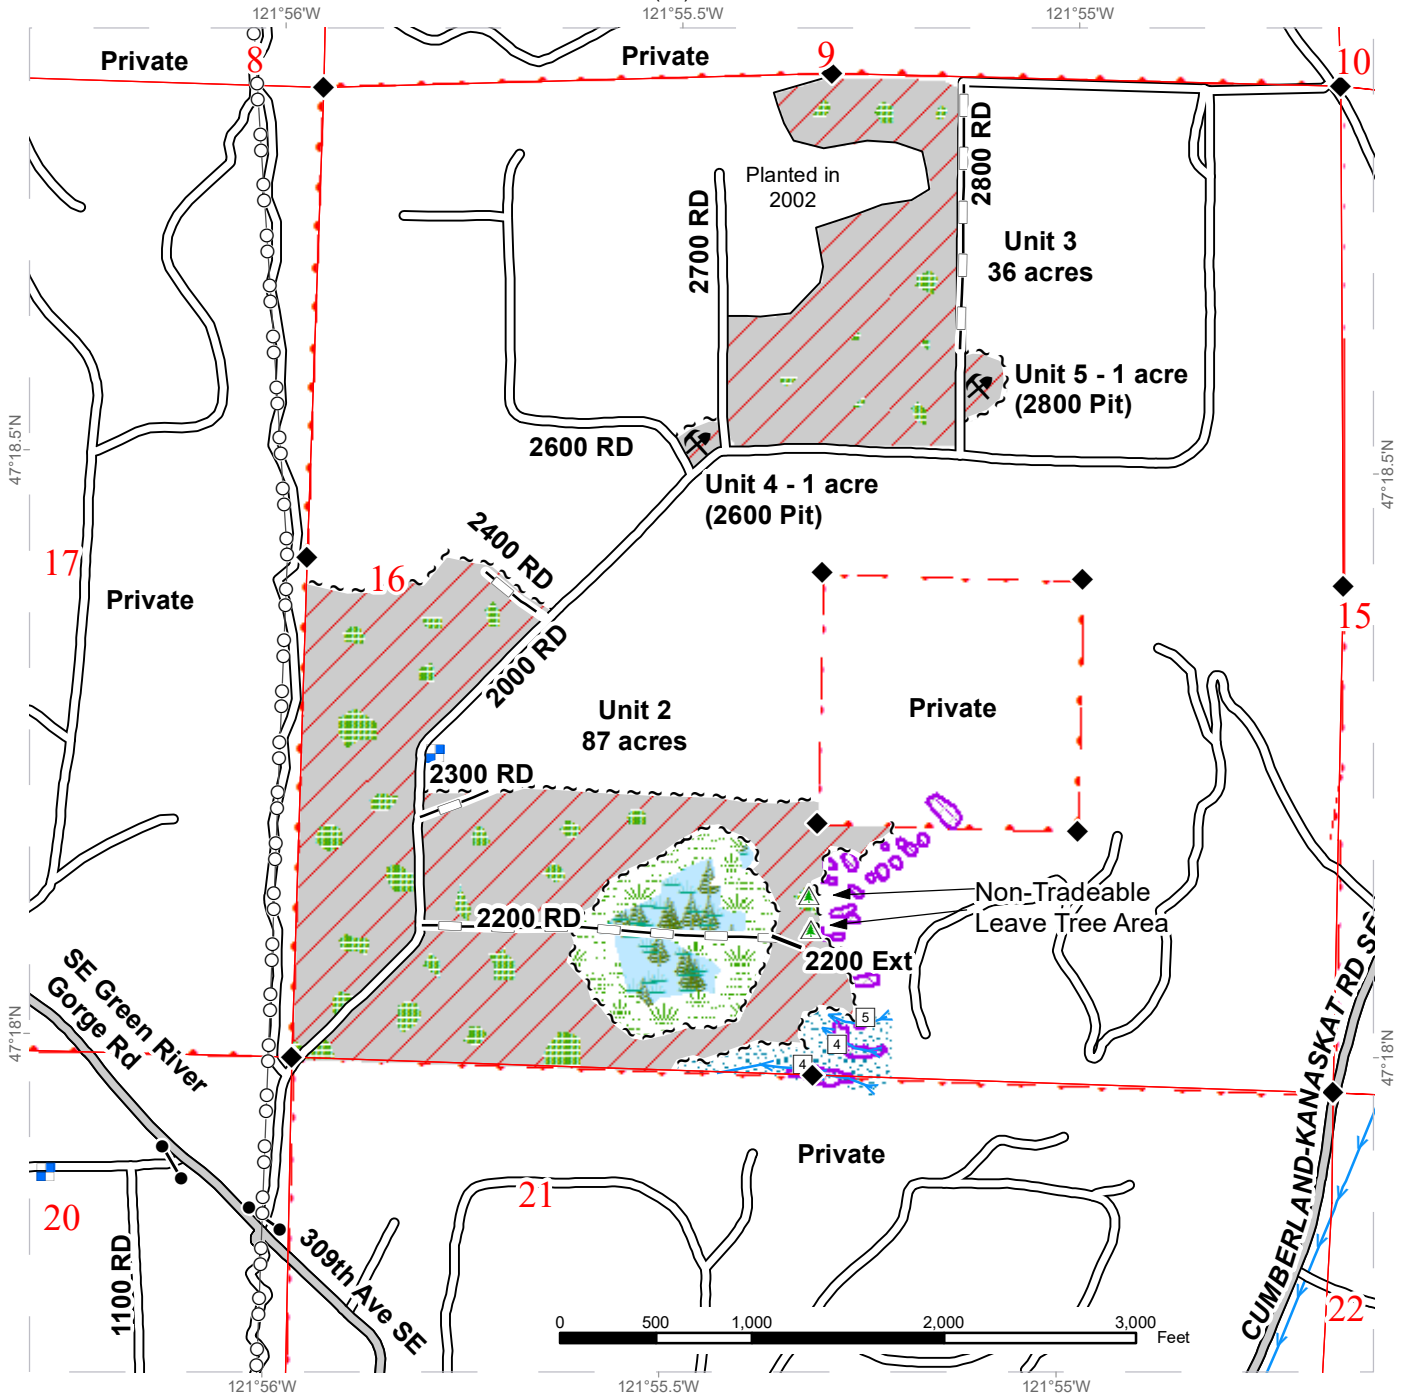 121°56'W
121°55.5'W
121°55'W
Private
8
Private
9
10
2800 RD
Planted in
2002
2700 RD
Unit 3
36 acres
Unit 5 - 1 acre
(2800 Pit)
47°18.5'N
47°18.5'N
2600 RD
Unit 4 - 1 acre
(2600 Pit)
2400 RD
17
16
Private
15
2000 RD
Unit 2
87 acres
Private
2300 RD
Non-Tradeable
Leave Tree Area
2200 RD
2200 Ext
SE Green River
Gorge Rd
5
4
4
47°18'N
47°18'N
CUMBERLAND-KANASKAT RD SE
Private
20
21
1100 RD
309th Ave SE
22
0
500
1,000
2,000
3,000
Feet
121°56'W
121°55.5'W
121°55'W